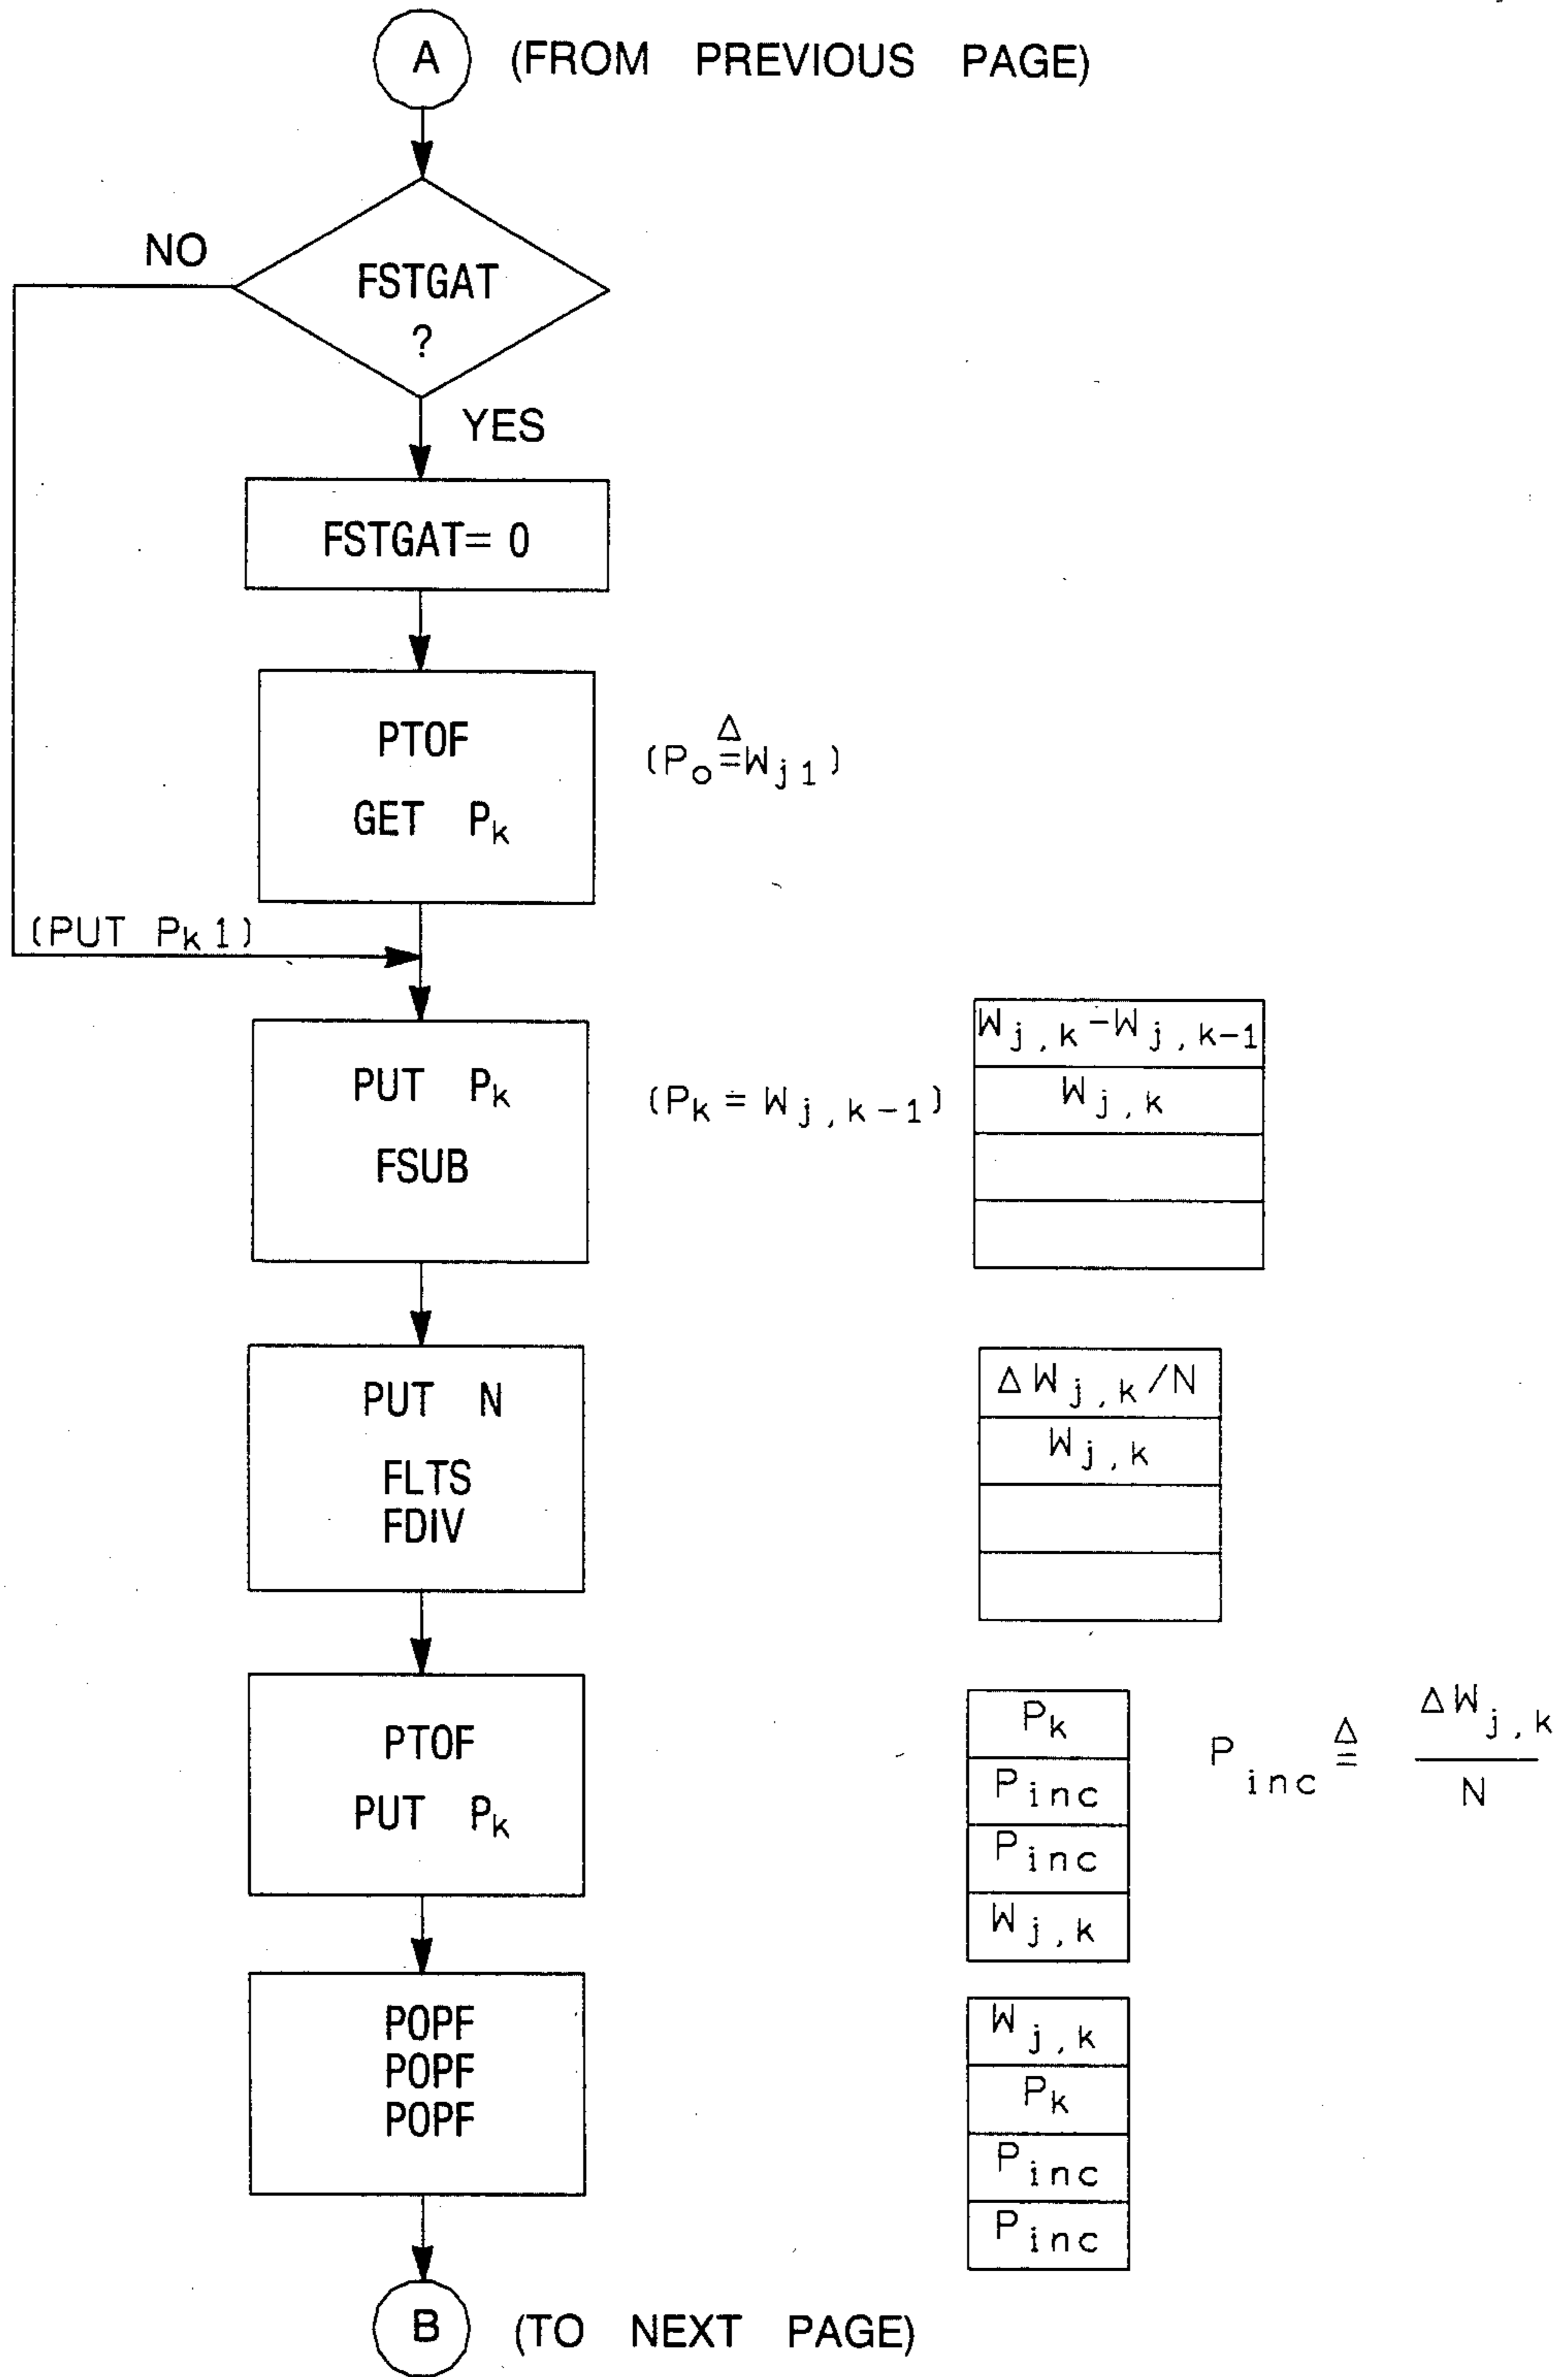 A (FROM PREVIOUS PAGE)
NO
FSTGAT
?
YES
FSTGAT= 0
PTOF
GET Pk
(Po≜Wj1)
(PUT Pk1)
PUT Pk
FSUB
(Pk = Wj,k-1)
Wj,k-Wj,k-1
Wj,k
PUT N
FLTS
FDIV
ΔWj,k/N
Wj,k
PTOF
PUT Pk
Pk
Pinc
Pinc
Wj,k
Pinc ≜ ΔWj,k
N
POPF
POPF
POPF
Wj,k
Pk
Pinc
Pinc
B (TO NEXT PAGE)